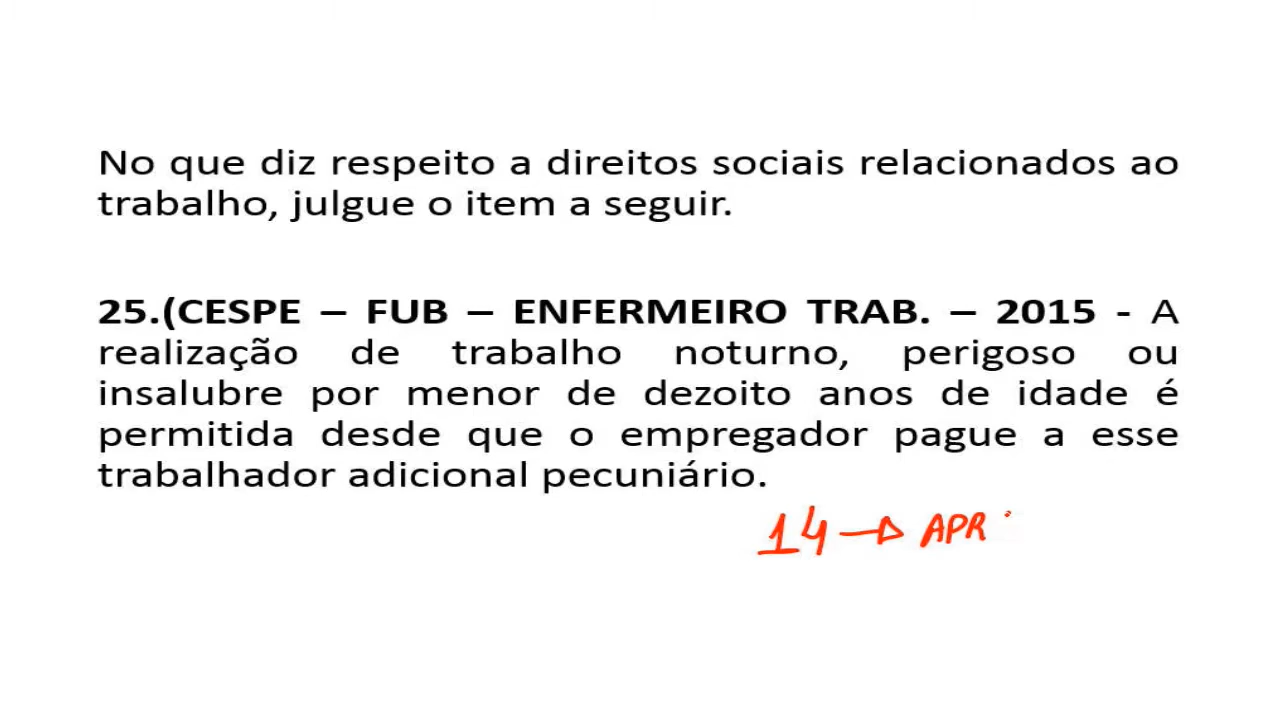 No que diz respeito a direitos sociais relacionados ao
trabalho, julgue o item a seguir.
25.(CESPE – FUB – ENFERMEIRO TRAB. – 2015 - A
realização de trabalho noturno, perigoso ou
insalubre por menor de dezoito anos de idade é
permitida desde que o empregador pague a esse
trabalhador adicional pecuniário.
14 → APR